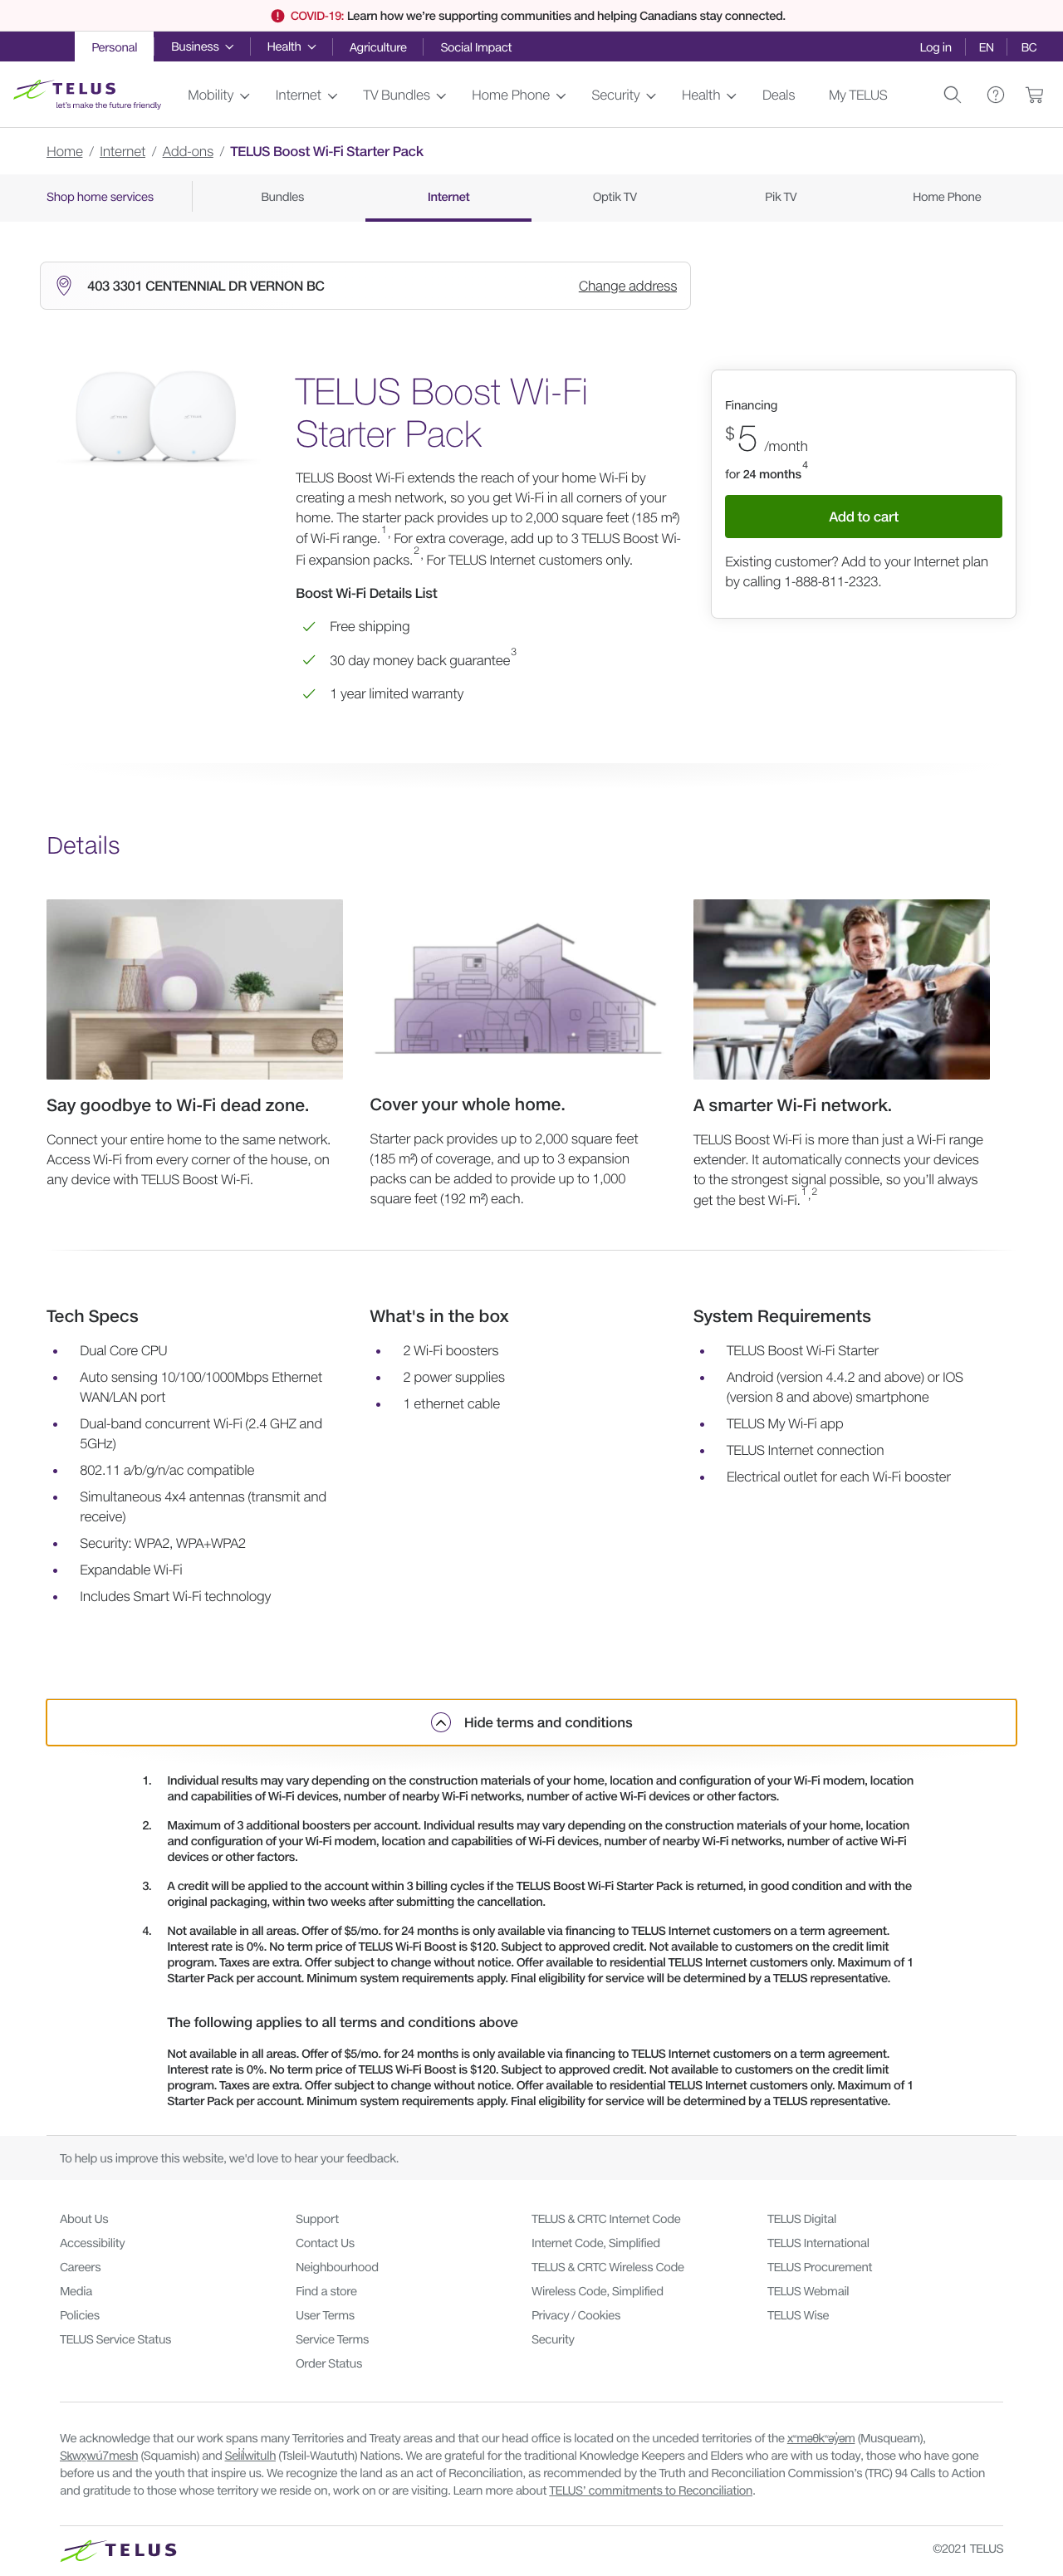 COVID-19: Learn how we're supporting communities and helping Canadians stay connected.
Personal Business Health Agriculture Social Impact Log in EN BC
TELUS
let's make the future friendly
Mobility Internet TV Bundles Home Phone Security Health Deals My TELUS
Home / Internet / Add-ons / TELUS Boost Wi-Fi Starter Pack
Shop home services Bundles Internet Optik TV Pik TV Home Phone
403 3301 CENTENNIAL DR VERNON BC Change address
TELUS Boost Wi-Fi
Starter Pack
TELUS Boost Wi-Fi extends the reach of your home Wi-Fi by
creating a mesh network, so you get Wi-Fi in all corners of your
home. The starter pack provides up to 2,000 square feet (185 m²)
of Wi-Fi range.1, For extra coverage, add up to 3 TELUS Boost Wi-
Fi expansion packs.2, For TELUS Internet customers only.
Boost Wi-Fi Details List
Free shipping
30 day money back guarantee3
1 year limited warranty
Financing
$5 /month
for 24 months4
Add to cart
Existing customer? Add to your Internet plan
by calling 1-888-811-2323.
Details
Say goodbye to Wi-Fi dead zone.
Connect your entire home to the same network.
Access Wi-Fi from every corner of the house, on
any device with TELUS Boost Wi-Fi.
Cover your whole home.
Starter pack provides up to 2,000 square feet
(185 m²) of coverage, and up to 3 expansion
packs can be added to provide up to 1,000
square feet (192 m²) each.
A smarter Wi-Fi network.
TELUS Boost Wi-Fi is more than just a Wi-Fi range
extender. It automatically connects your devices
to the strongest signal possible, so you'll always
get the best Wi-Fi.1,2
Tech Specs
Dual Core CPU
Auto sensing 10/100/1000Mbps Ethernet
WAN/LAN port
Dual-band concurrent Wi-Fi (2.4 GHZ and
5GHz)
802.11 a/b/g/n/ac compatible
Simultaneous 4x4 antennas (transmit and
receive)
Security: WPA2, WPA+WPA2
Expandable Wi-Fi
Includes Smart Wi-Fi technology
What's in the box
2 Wi-Fi boosters
2 power supplies
1 ethernet cable
System Requirements
TELUS Boost Wi-Fi Starter
Android (version 4.4.2 and above) or IOS
(version 8 and above) smartphone
TELUS My Wi-Fi app
TELUS Internet connection
Electrical outlet for each Wi-Fi booster
Hide terms and conditions
1. Individual results may vary depending on the construction materials of your home, location and configuration of your Wi-Fi modem, location
and capabilities of Wi-Fi devices, number of nearby Wi-Fi networks, number of active Wi-Fi devices or other factors.
2. Maximum of 3 additional boosters per account. Individual results may vary depending on the construction materials of your home, location
and configuration of your Wi-Fi modem, location and capabilities of Wi-Fi devices, number of nearby Wi-Fi networks, number of active Wi-Fi
devices or other factors.
3. A credit will be applied to the account within 3 billing cycles if the TELUS Boost Wi-Fi Starter Pack is returned, in good condition and with the
original packaging, within two weeks after submitting the cancellation.
4. Not available in all areas. Offer of $5/mo. for 24 months is only available via financing to TELUS Internet customers on a term agreement.
Interest rate is 0%. No term price of TELUS Wi-Fi Boost is $120. Subject to approved credit. Not available to customers on the credit limit
program. Taxes are extra. Offer subject to change without notice. Offer available to residential TELUS Internet customers only. Maximum of 1
Starter Pack per account. Minimum system requirements apply. Final eligibility for service will be determined by a TELUS representative.
The following applies to all terms and conditions above
Not available in all areas. Offer of $5/mo. for 24 months is only available via financing to TELUS Internet customers on a term agreement.
Interest rate is 0%. No term price of TELUS Wi-Fi Boost is $120. Subject to approved credit. Not available to customers on the credit limit
program. Taxes are extra. Offer subject to change without notice. Offer available to residential TELUS Internet customers only. Maximum of 1
Starter Pack per account. Minimum system requirements apply. Final eligibility for service will be determined by a TELUS representative.
To help us improve this website, we'd love to hear your feedback.
About Us
Accessibility
Careers
Media
Policies
TELUS Service Status
Support
Contact Us
Neighbourhood
Find a store
User Terms
Service Terms
Order Status
TELUS & CRTC Internet Code
Internet Code, Simplified
TELUS & CRTC Wireless Code
Wireless Code, Simplified
Privacy / Cookies
Security
TELUS Digital
TELUS International
TELUS Procurement
TELUS Webmail
TELUS Wise
We acknowledge that our work spans many Territories and Treaty areas and that our head office is located on the unceded territories of the xʷməθkʷəy̓əm (Musqueam),
Sḵwx̱wú7mesh (Squamish) and Sel̓íl̓witulh (Tsleil-Waututh) Nations. We are grateful for the traditional Knowledge Keepers and Elders who are with us today, those who have gone
before us and the youth that inspire us. We recognize the land as an act of Reconciliation, as recommended by the Truth and Reconciliation Commission's (TRC) 94 Calls to Action
and gratitude to those whose territory we reside on, work on or are visiting. Learn more about TELUS' commitments to Reconciliation.
TELUS ©2021 TELUS